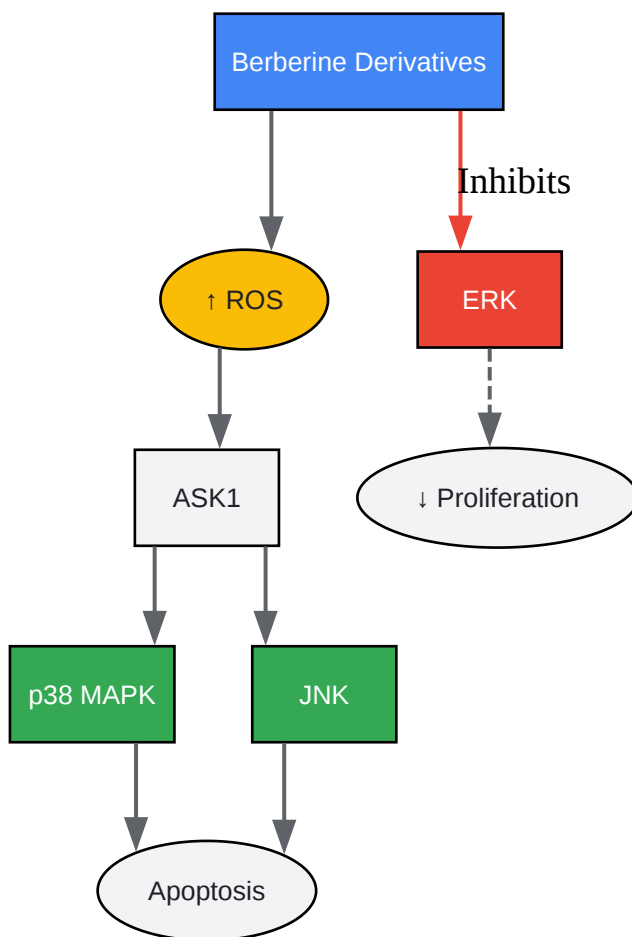 Berberine Derivatives
Inhibits
↑ ROS
ERK
ASK1
↓ Proliferation
p38 MAPK
JNK
Apoptosis